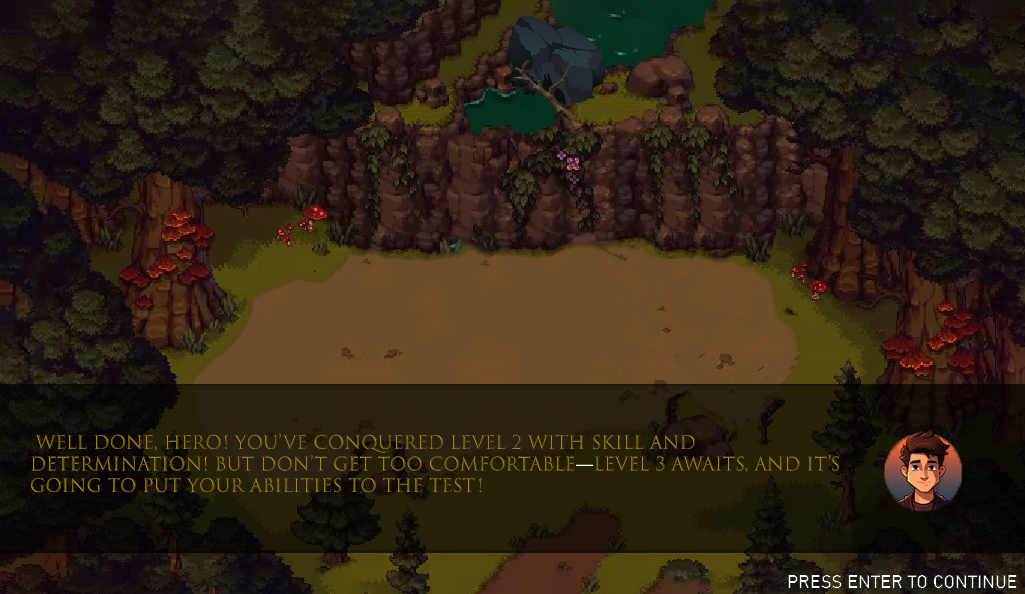 WELL DONE, HERO! YOU'VE CONQUERED LEVEL 2 WITH SKILL AND
DETERMINATION! BUT DON'T GET TOO COMFORTABLE—LEVEL 3 AWAITS, AND IT'S
GOING TO PUT YOUR ABILITIES TO THE TEST!
PRESS ENTER TO CONTINUE